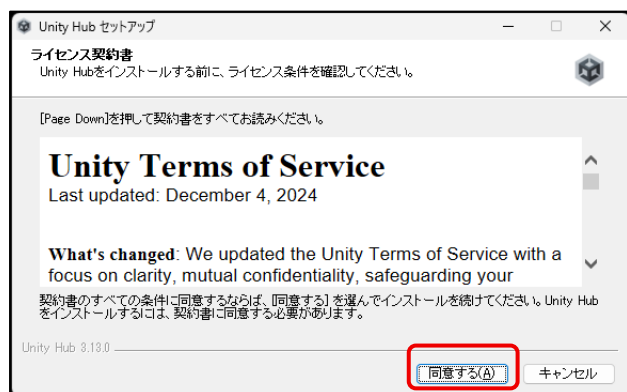 Unity Hub セットアップ
ライセンス契約書
Unity Hubをインストールする前に、ライセンス条件を確認してください。
[Page Down]を押して契約書をすべてお読みください。
Unity Terms of Service
Last updated: December 4, 2024
What's changed: We updated the Unity Terms of Service with a
focus on clarity, mutual confidentiality, safeguarding your
契約書のすべての条件に同意するならば、[同意する] を選んでインストールを続けてください。Unity Hub
をインストールするには、契約書に同意する必要があります。
Unity Hub 3.13.0
同意する(A)
キャンセル